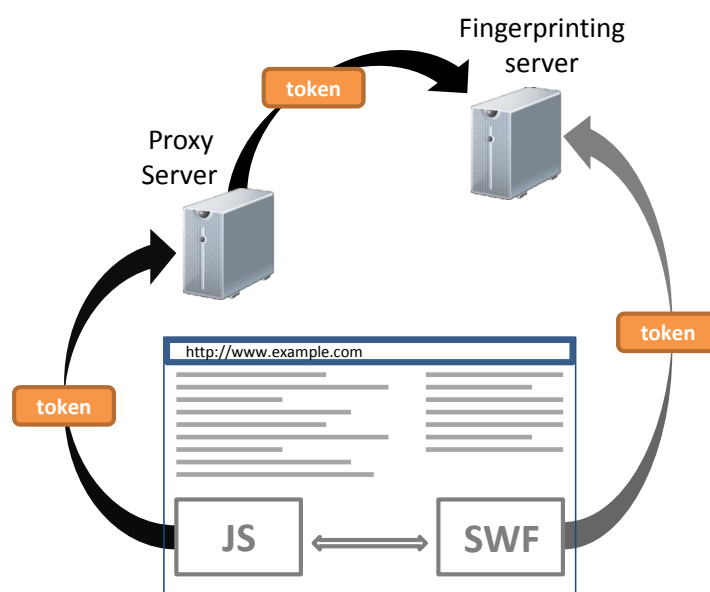 Fingerprinting
server
token
Proxy
Server
token
http://www.example.com
token
JS
SWF